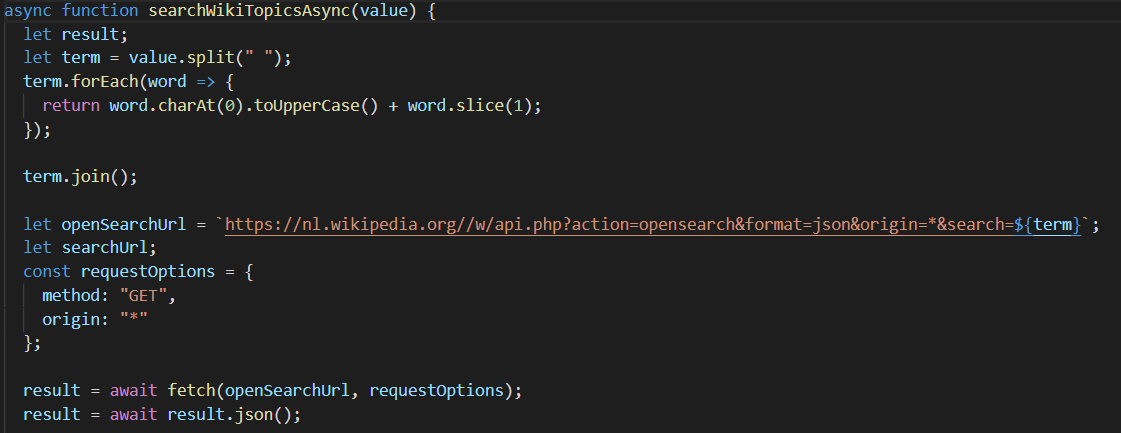 async function searchWikiTopicsAsync(value) {
  let result;
  let term = value.split(" ");
  term.forEach(word => {
    return word.charAt(0).toUpperCase() + word.slice(1);
  });

  term.join();

  let openSearchUrl = `https://nl.wikipedia.org//w/api.php?action=opensearch&format=json&origin=*&search=${term}`;
  let searchUrl;
  const requestOptions = {
    method: "GET",
    origin: "*"
  };

  result = await fetch(openSearchUrl, requestOptions);
  result = await result.json();